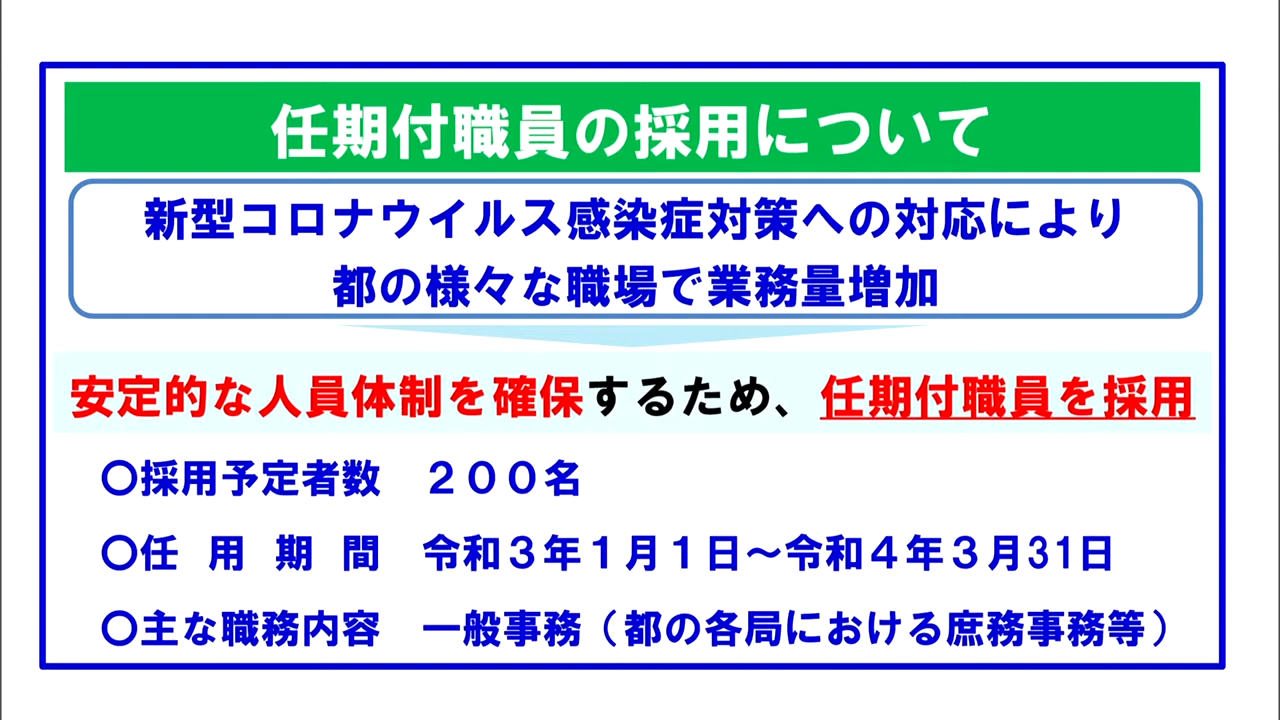 任期付職員の採用について
新型コロナウイルス感染症対策への対応により
都の様々な職場で業務量増加
安定的な人員体制を確保するため、任期付職員を採用
〇採用予定者数　２００名
〇任　用　期　間　令和３年１月１日～令和４年３月31日
〇主な職務内容　一般事務（都の各局における庶務事務等）